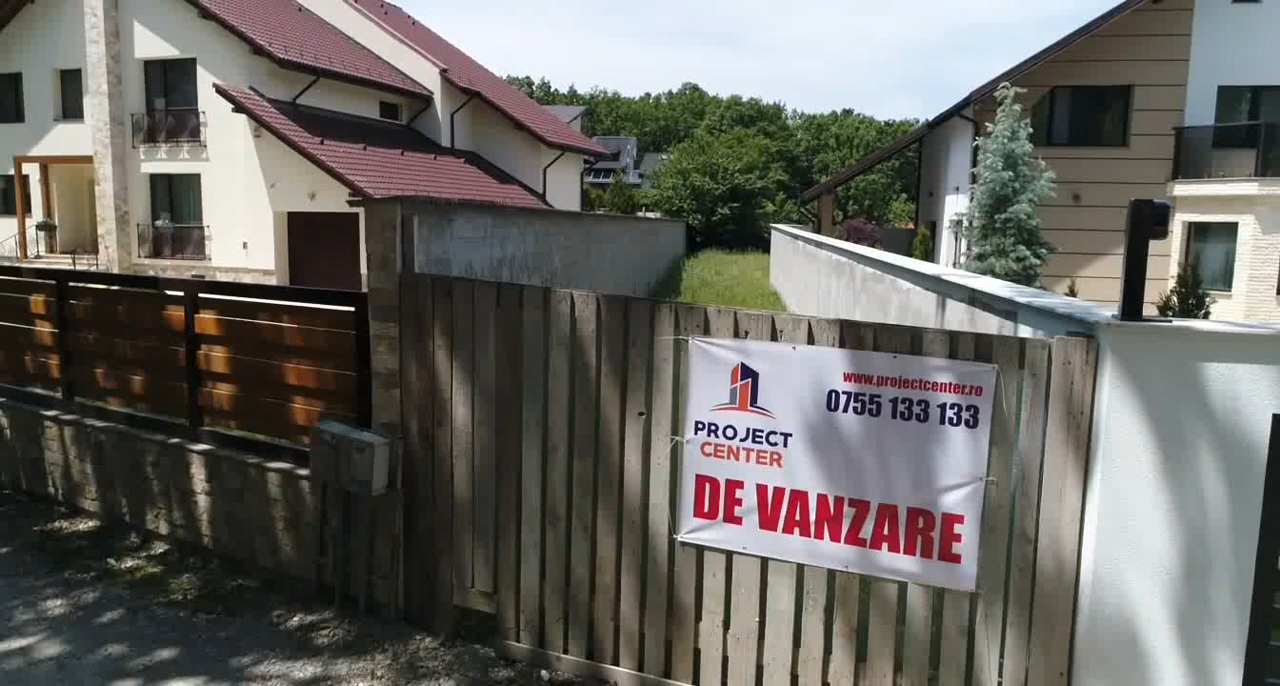 www.projectcenter.ro
0755 133 133
PROJECT
CENTER
DE VANZARE